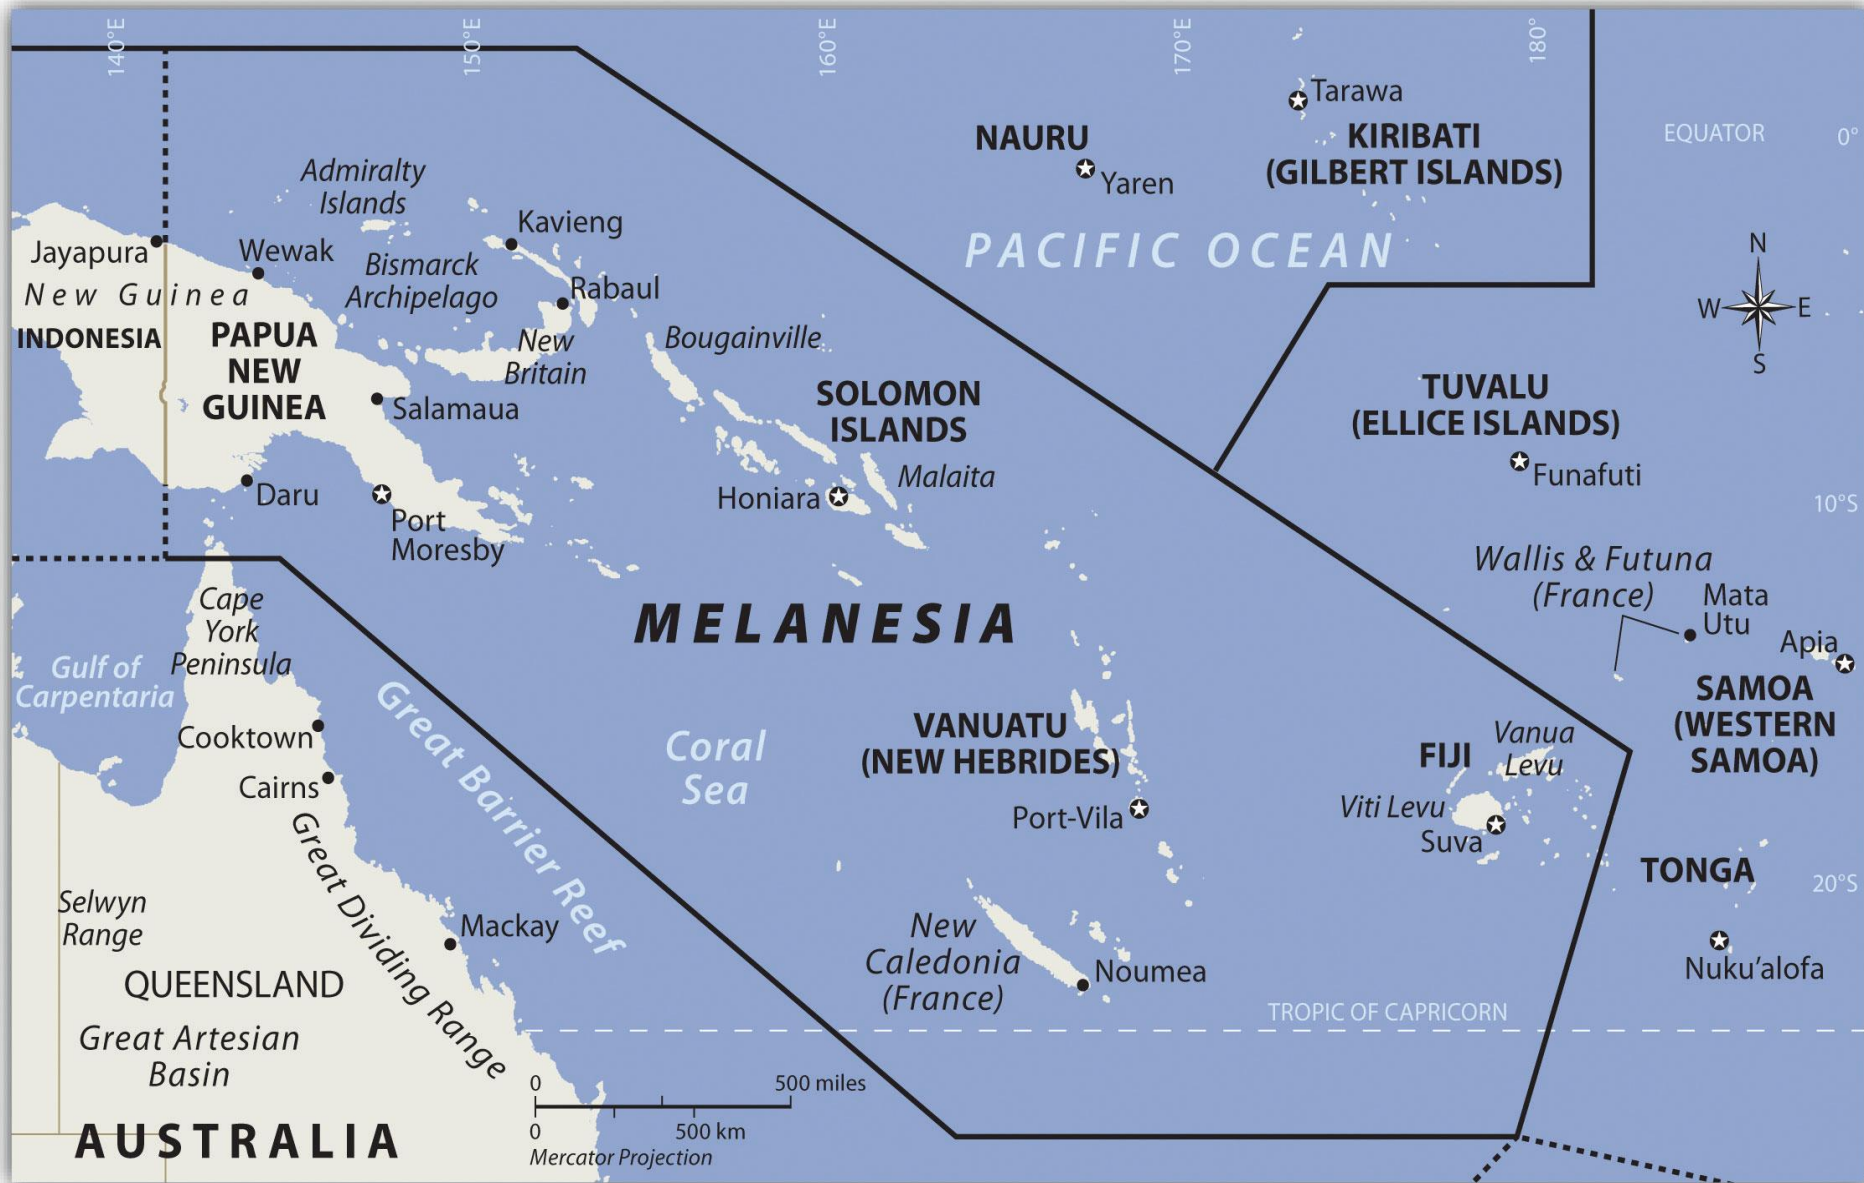 140°E
150°E
160°E
170°E
180°
Tarawa
NAURU
KIRIBATI
(GILBERT ISLANDS)
EQUATOR
0°
Yaren
Admiralty
Islands
Kavieng
Jayapura
Wewak
PACIFIC OCEAN
N
W
E
S
Bismarck
Archipelago
New Guinea
Rabaul
INDONESIA
PAPUA
NEW
GUINEA
New
Britain
Bougainville
Salamaua
SOLOMON
ISLANDS
TUVALU
(ELLICE ISLANDS)
Malaita
Funafuti
Daru
Honiara
10°S
Port
Moresby
Wallis & Futuna
(France)
Mata
Utu
Cape
York
Peninsula
MELANESIA
Apia
Gulf of
Carpentaria
SAMOA
(WESTERN
SAMOA)
Great Barrier Reef
Cooktown
Coral
Sea
VANUATU
(NEW HEBRIDES)
FIJI
Vanua
Levu
Cairns
Port-Vila
Viti Levu
Suva
Great Dividing Range
TONGA
20°S
Selwyn
Range
Mackay
New
Caledonia
(France)
Noumea
Nuku'alofa
QUEENSLAND
TROPIC OF CAPRICORN
Great Artesian
Basin
0
500 miles
0
500 km
Mercator Projection
AUSTRALIA